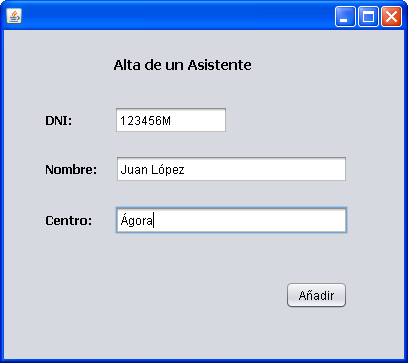 Alta de un Asistente
DNI: 123456M
Nombre: Juan López
Centro: Ágora
Añadir